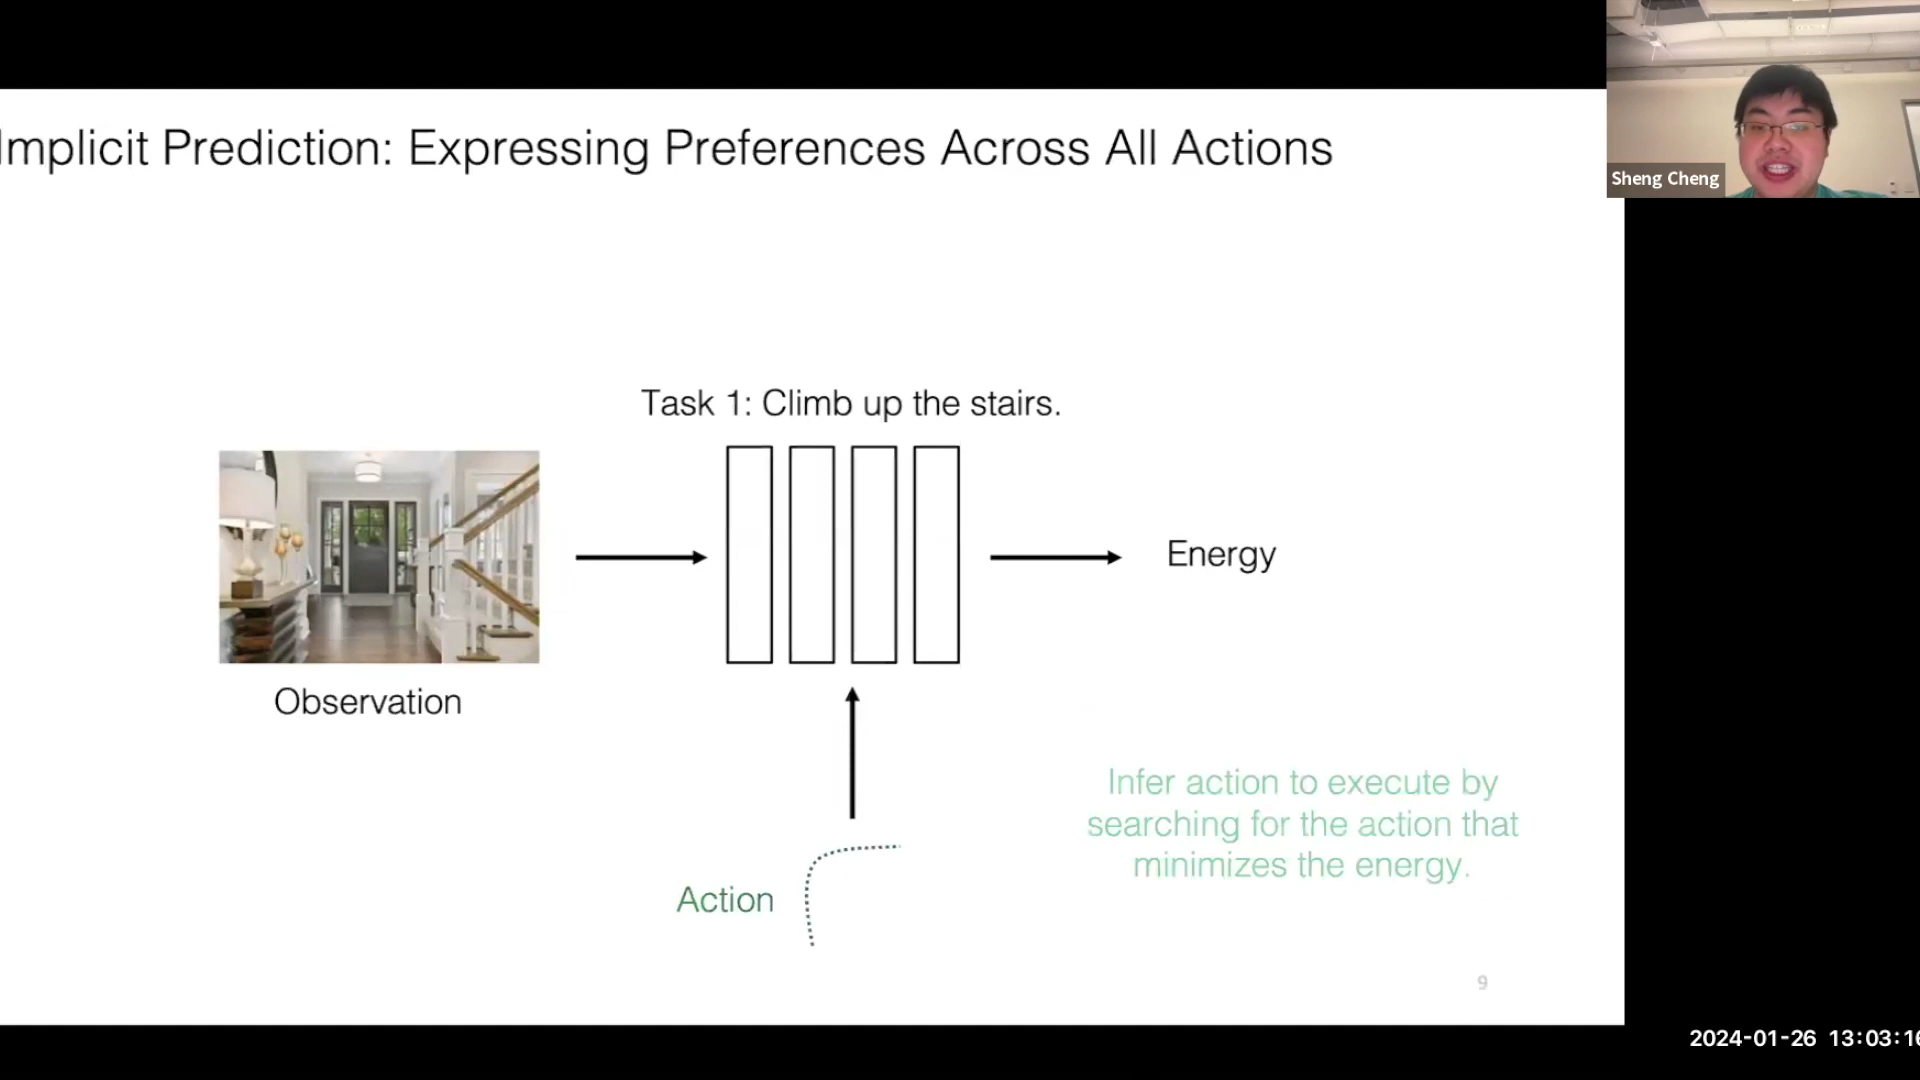 Implicit Prediction: Expressing Preferences Across All Actions
Sheng Cheng
Task 1: Climb up the stairs.
Energy
Observation
Infer action to execute by
searching for the action that
minimizes the energy.
Action
9
2024-01-26 13:03:16